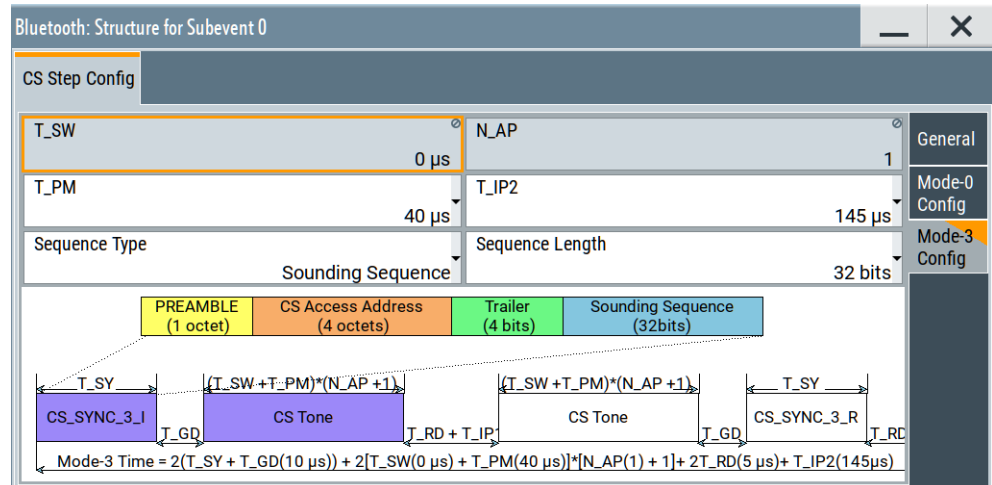 Bluetooth: Structure for Subevent 0
CS Step Config
T_SW
0 µs
N_AP
1
General
T_PM
40 µs
T_IP2
145 µs
Mode-0
Config
Sequence Type
Sounding Sequence
Sequence Length
32 bits
Mode-3
Config
PREAMBLE
(1 octet)
CS Access Address
(4 octets)
Trailer
(4 bits)
Sounding Sequence
(32bits)
T_SY
(T_SW +T_PM)*(N_AP +1)
(T_SW +T_PM)*(N_AP +1)
T_SY
CS_SYNC_3_I
T_GD
CS Tone
T_RD + T_IP
CS Tone
T_GD
CS_SYNC_3_R
T_RD
Mode-3 Time = 2(T_SY + T_GD(10 µs)) + 2[T_SW(0 µs) + T_PM(40 µs)]*[N_AP(1) + 1]+ 2T_RD(5 µs)+ T_IP2(145µs)